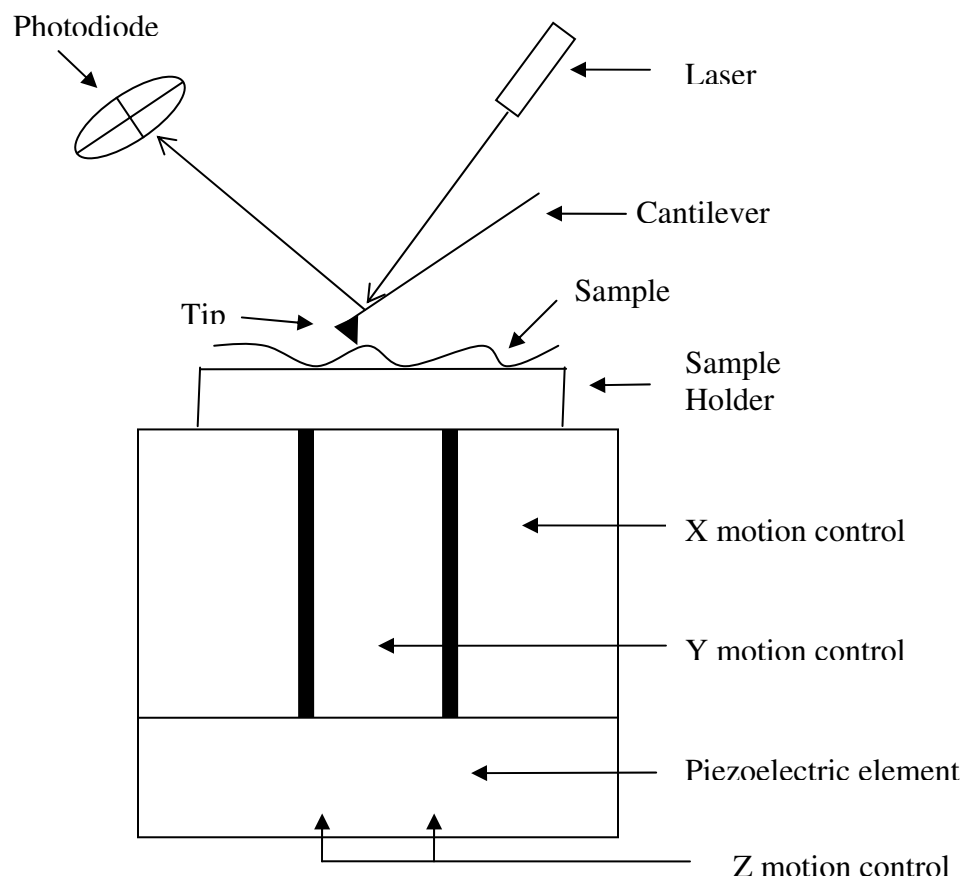 Photodiode
Laser
Cantilever
Sample
Tip
Sample
Holder
X motion control
Y motion control
Piezoelectric element
Z motion control